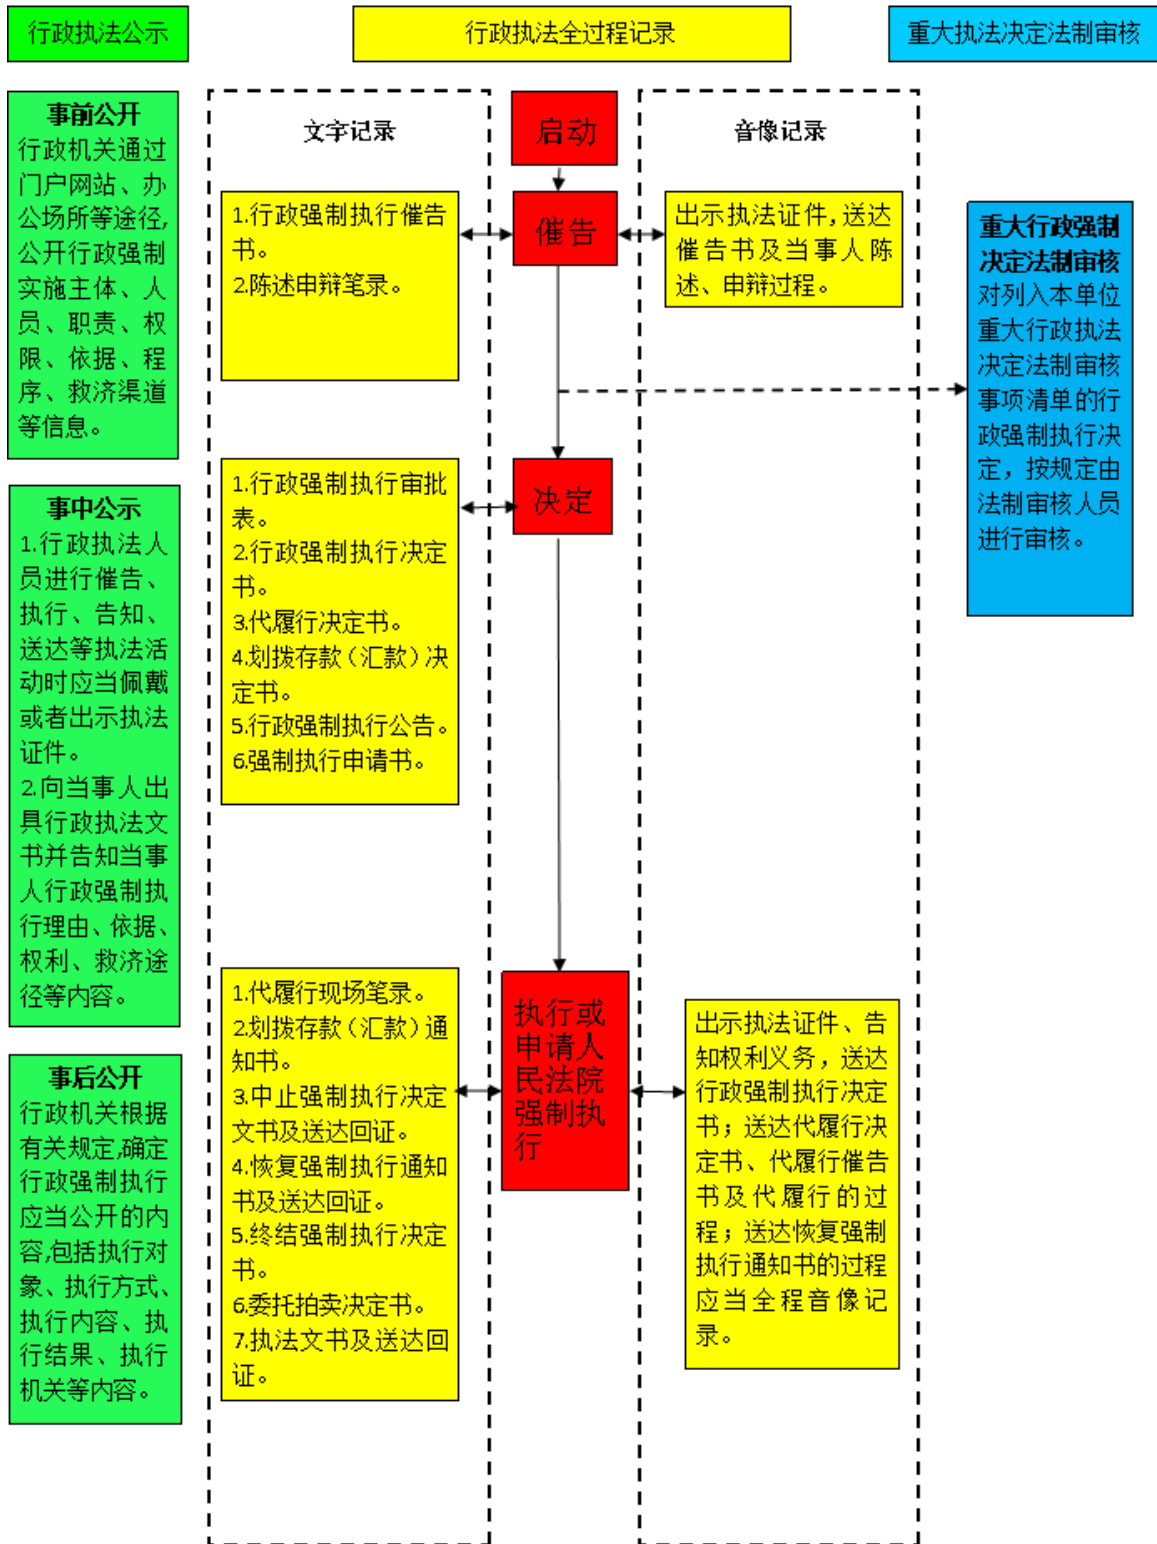 行政执法公示
行政执法全过程记录
重大执法决定法制审核
事前公开
行政机关通过
门户网站、办
公场所等途径,
公开行政强制
实施主体、人
员、职责、权
限、依据、程
序、救济渠道
等信息。
事中公示
1.行政执法人
员进行催告、
执行、告知、
送达等执法活
动时应当佩戴
或者出示执法
证件。
2.向当事人出
具行政执法文
书并告知当事
人行政强制执
行理由、依据、
权利、救济途
径等内容。
事后公开
行政机关根据
有关规定,确定
行政强制执行
应当公开的内
容,包括执行对
象、执行方式、
执行内容、执
行结果、执行
机关等内容。
文字记录
1.行政强制执行催告
书。
2.陈述申辩笔录。
1.行政强制执行审批
表。
2.行政强制执行决定
书。
3.代履行决定书。
4.划拨存款（汇款）决
定书。
5.行政强制执行公告。
6.强制执行申请书。
1.代履行现场笔录。
2.划拨存款（汇款）通
知书。
3.中止强制执行决定
文书及送达回证。
4.恢复强制执行通知
书及送达回证。
5.终结强制执行决定
书。
6.委托拍卖决定书。
7.执法文书及送达回
证。
启动
催告
决定
执行或
申请人
民法院
强制执
行
音像记录
出示执法证件,送达
催告书及当事人陈
述、申辩过程。
出示执法证件、告
知权利义务，送达
行政强制执行决定
书；送达代履行决
定书、代履行催告
书及代履行的过
程；送达恢复强制
执行通知书的过程
应当全程音像记
录。
重大行政强制
决定法制审核
对列入本单位
重大行政执法
决定法制审核
事项清单的行
政强制执行决
定，按规定由
法制审核人员
进行审核。